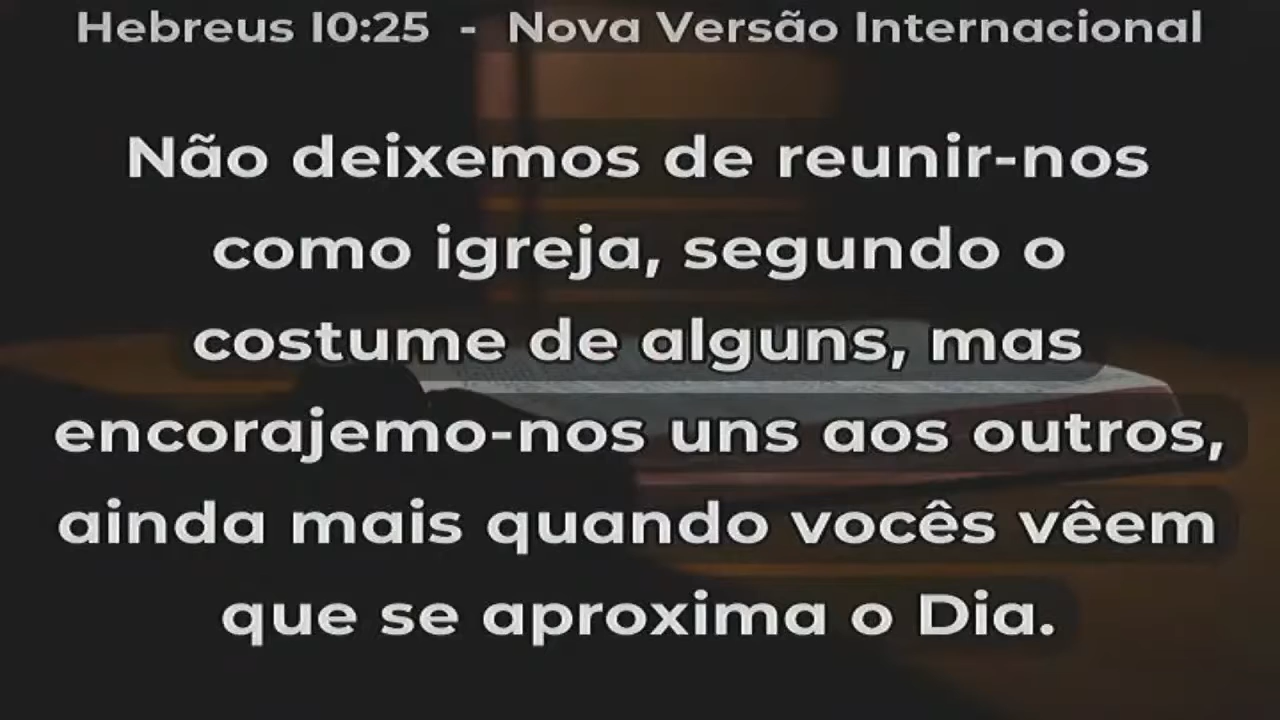 Hebreus I0:25 - Nova Versão Internacional
Não deixemos de reunir-nos
como igreja, segundo o
costume de alguns, mas
encorajemo-nos uns aos outros,
ainda mais quando vocês vêem
que se aproxima o Dia.